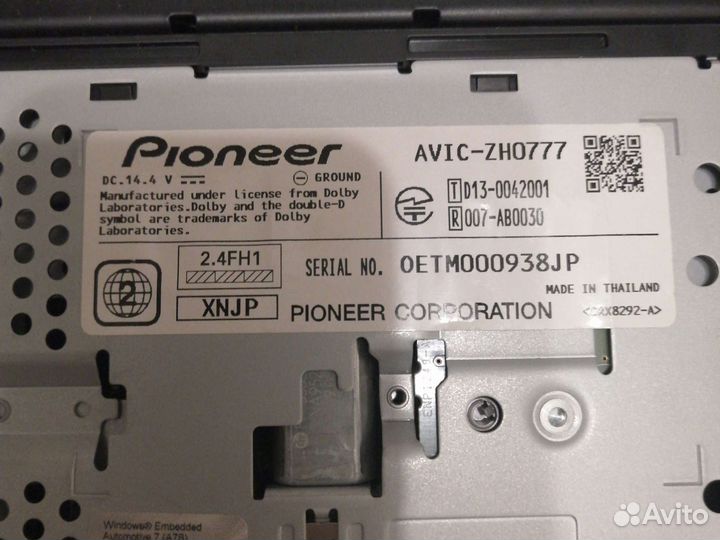 Pioneer
AVIC-ZH0777
DC.14.4 V
GROUND
Manufactured under license from Dolby
Laboratories.Dolby and the double-D
symbol are trademarks of Dolby
Laboratories.
T D13-0042001
R 007-AB0030
2
2.4FH1
XNJP
SERIAL NO. 0ETM000938JP
MADE IN THAILAND
PIONEER CORPORATION
Windows® Embedded
Automotive 7
Avito